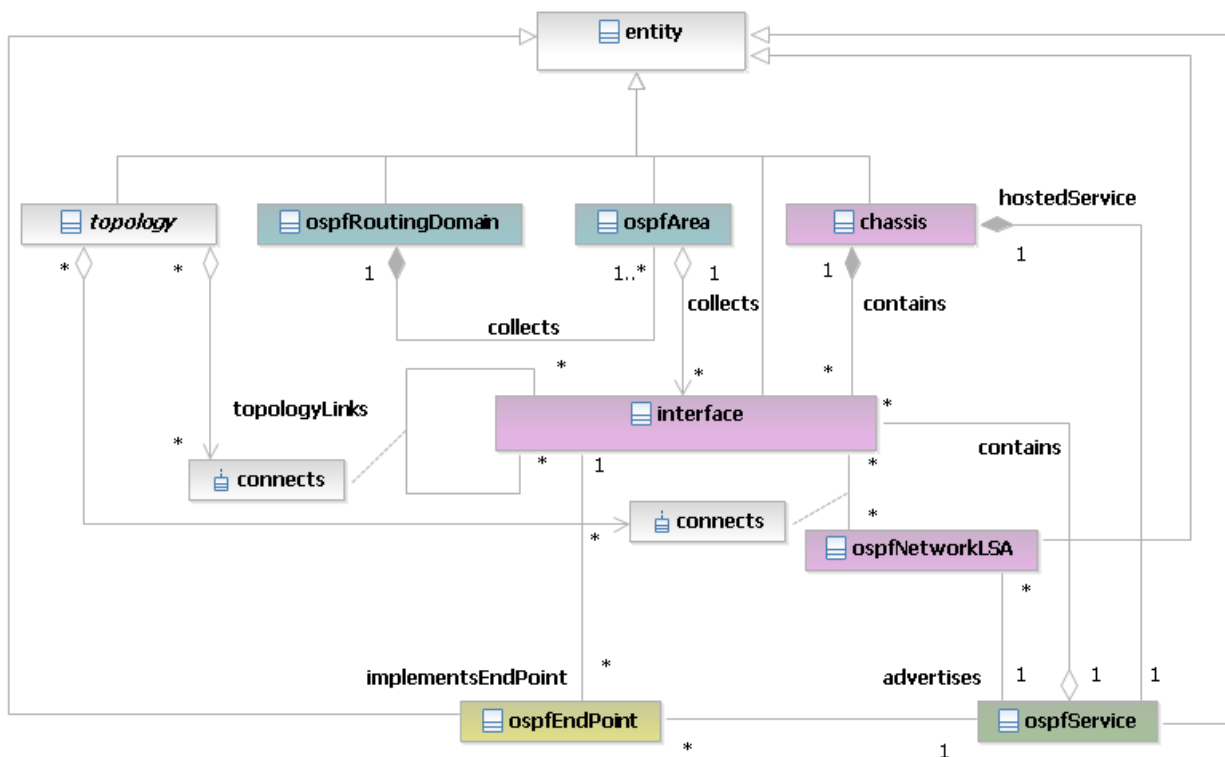 entity
hostedService
topology
ospfRoutingDomain
ospfArea
chassis
* * 1 1..* 1 1 1
collects contains
collects
* * *
topologyLinks
interface *
* * 1 * contains
connects
connects
* *
ospfNetworkLSA
*
implementsEndPoint * advertises 1 1 1
ospfEndPoint
ospfService
* 1